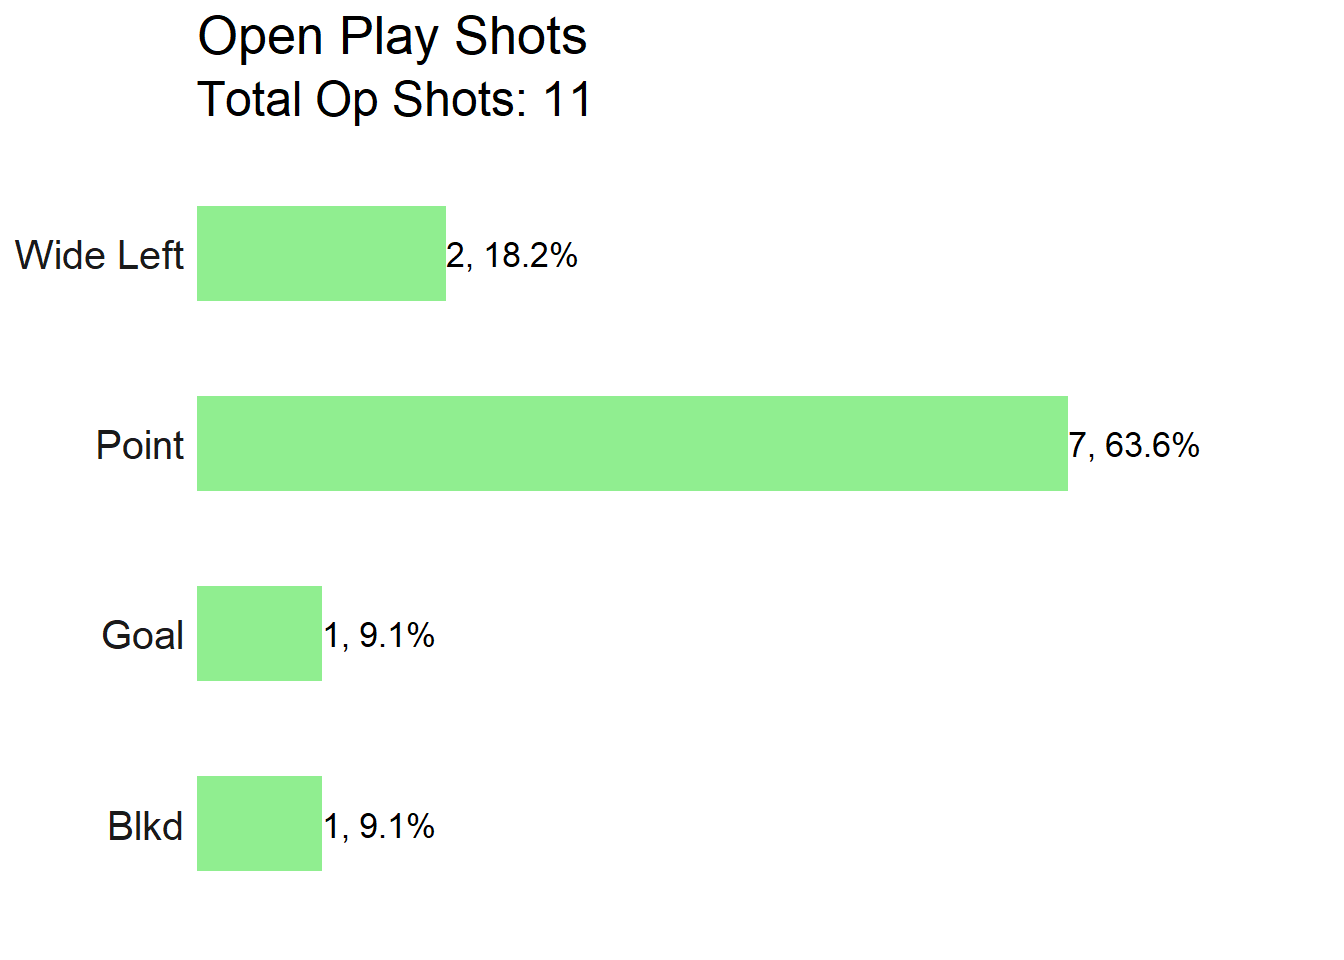 Open Play Shots
Total Op Shots: 11
Wide Left 2, 18.2%
Point 7, 63.6%
Goal 1, 9.1%
Blkd 1, 9.1%